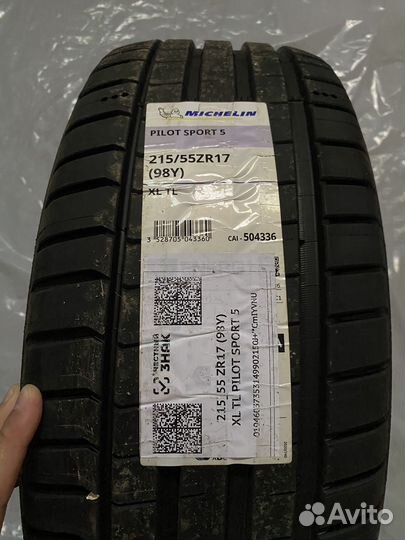 MICHELIN
PILOT SPORT 5
215/55ZR17
(98Y)
XL TL
3 528705 043360
CAI - 504336
ЧЕСТНЫЙ
ЗНАК
215/55 ZR17 (98Y)
XL TL PILOT SPORT 5
Avito